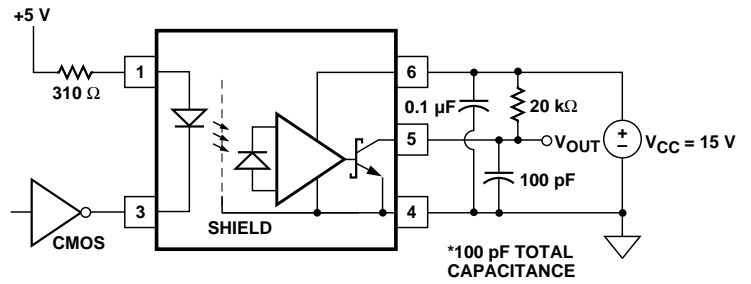 +5 V
310 Ω
1
3
CMOS
SHIELD
6
5
4
0.1 µF
20 kΩ
VOUT
+
–
VCC = 15 V
100 pF
*100 pF TOTAL
CAPACITANCE